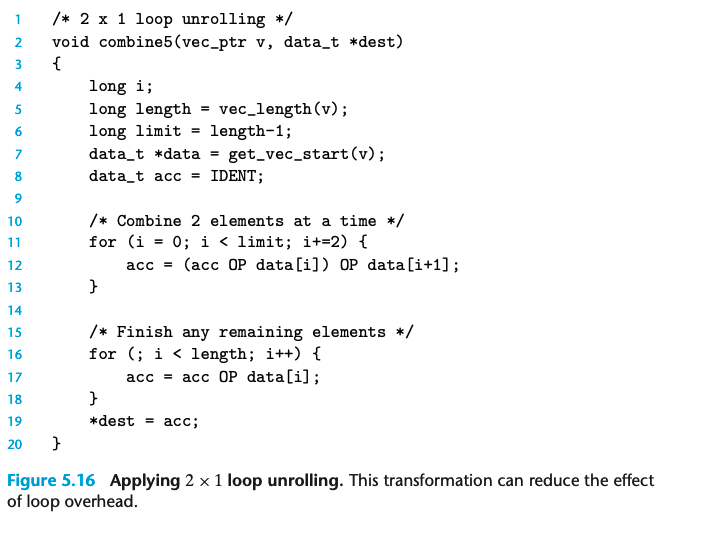 1 /* 2 x 1 loop unrolling */
2 void combine5(vec_ptr v, data_t *dest)
3 {
4     long i;
5     long length = vec_length(v);
6     long limit = length-1;
7     data_t *data = get_vec_start(v);
8     data_t acc = IDENT;
9
10     /* Combine 2 elements at a time */
11     for (i = 0; i < limit; i+=2) {
12         acc = (acc OP data[i]) OP data[i+1];
13     }
14
15     /* Finish any remaining elements */
16     for (; i < length; i++) {
17         acc = acc OP data[i];
18     }
19     *dest = acc;
20 }
Figure 5.16 Applying 2 × 1 loop unrolling. This transformation can reduce the effect
of loop overhead.